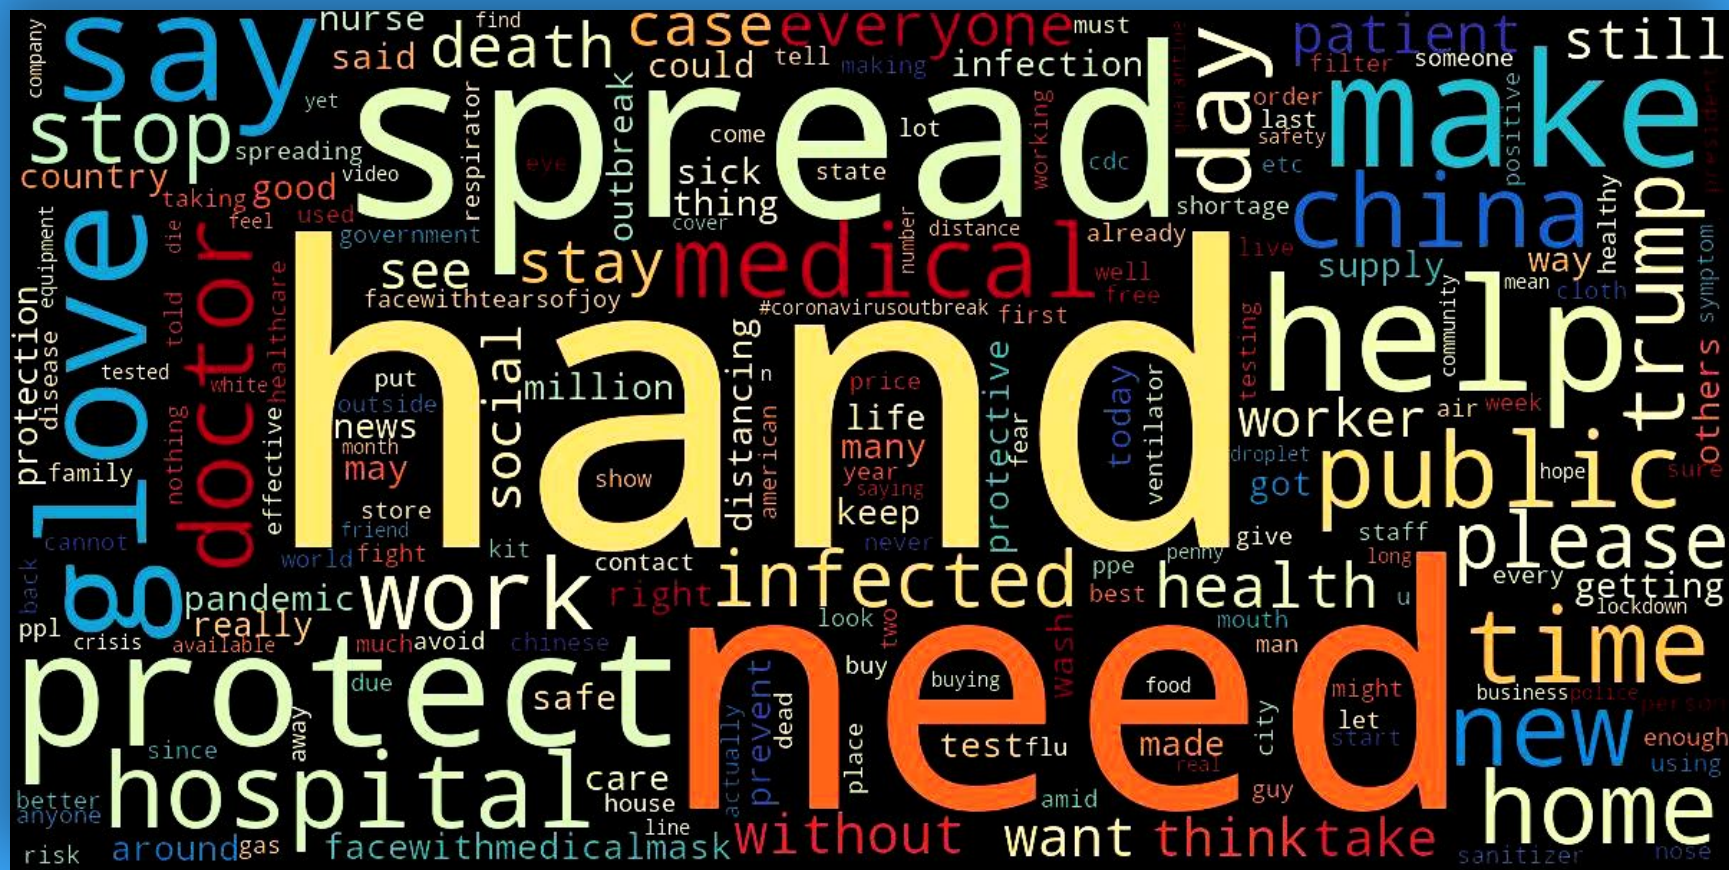 company
say
nurse
find
said
death
case
everyone
must
could
tell
making
infection
patient
filter
someone
still
yet
stop
spreading
video
country
taking
good
feel
used
government
respirator
spread
eye
outbreak
come
lot
sick
state
thing
cover
working
cdc
quarantine
day
order
last
safety
etc
make
positive
president
shortage
china
healthy
trump
supply
way
mean
cloth
symptom
equipment
glove
die
told
doctor
healthcare
see
stay
medical
number
distance
already
well
free
live
facewithtearsofjoy
#coronavirusoutbreak
first
protection
disease
tested
white
nothing
effective
family
hand
put
outside
news
month
may
store
friend
social
million
distancing
n
american
show
price
life
many
year
saying
keep
never
protective
fear
today
ventilator
testing
help
community
worker
air
week
others
droplet
got
public
hope
sure
cannot
back
world
fight
kit
contact
give
staff
please
penny
long
every
getting
lockdown
pandemic
really
work
right
infected
ppe
best
health
u
ppl
crisis
available
much
avoid
chinese
look
two
wash
mouth
man
time
protect
due
away
since
safe
need
buy
buying
food
might
let
start
business
police
person
new
enough
using
actually
prevent
dead
place
test
flu
made
real
city
guy
amid
hospital
care
house
line
better
anyone
risk
around
gas
facewithmedicalmask
without
want
think
take
home
sanitizer
nose